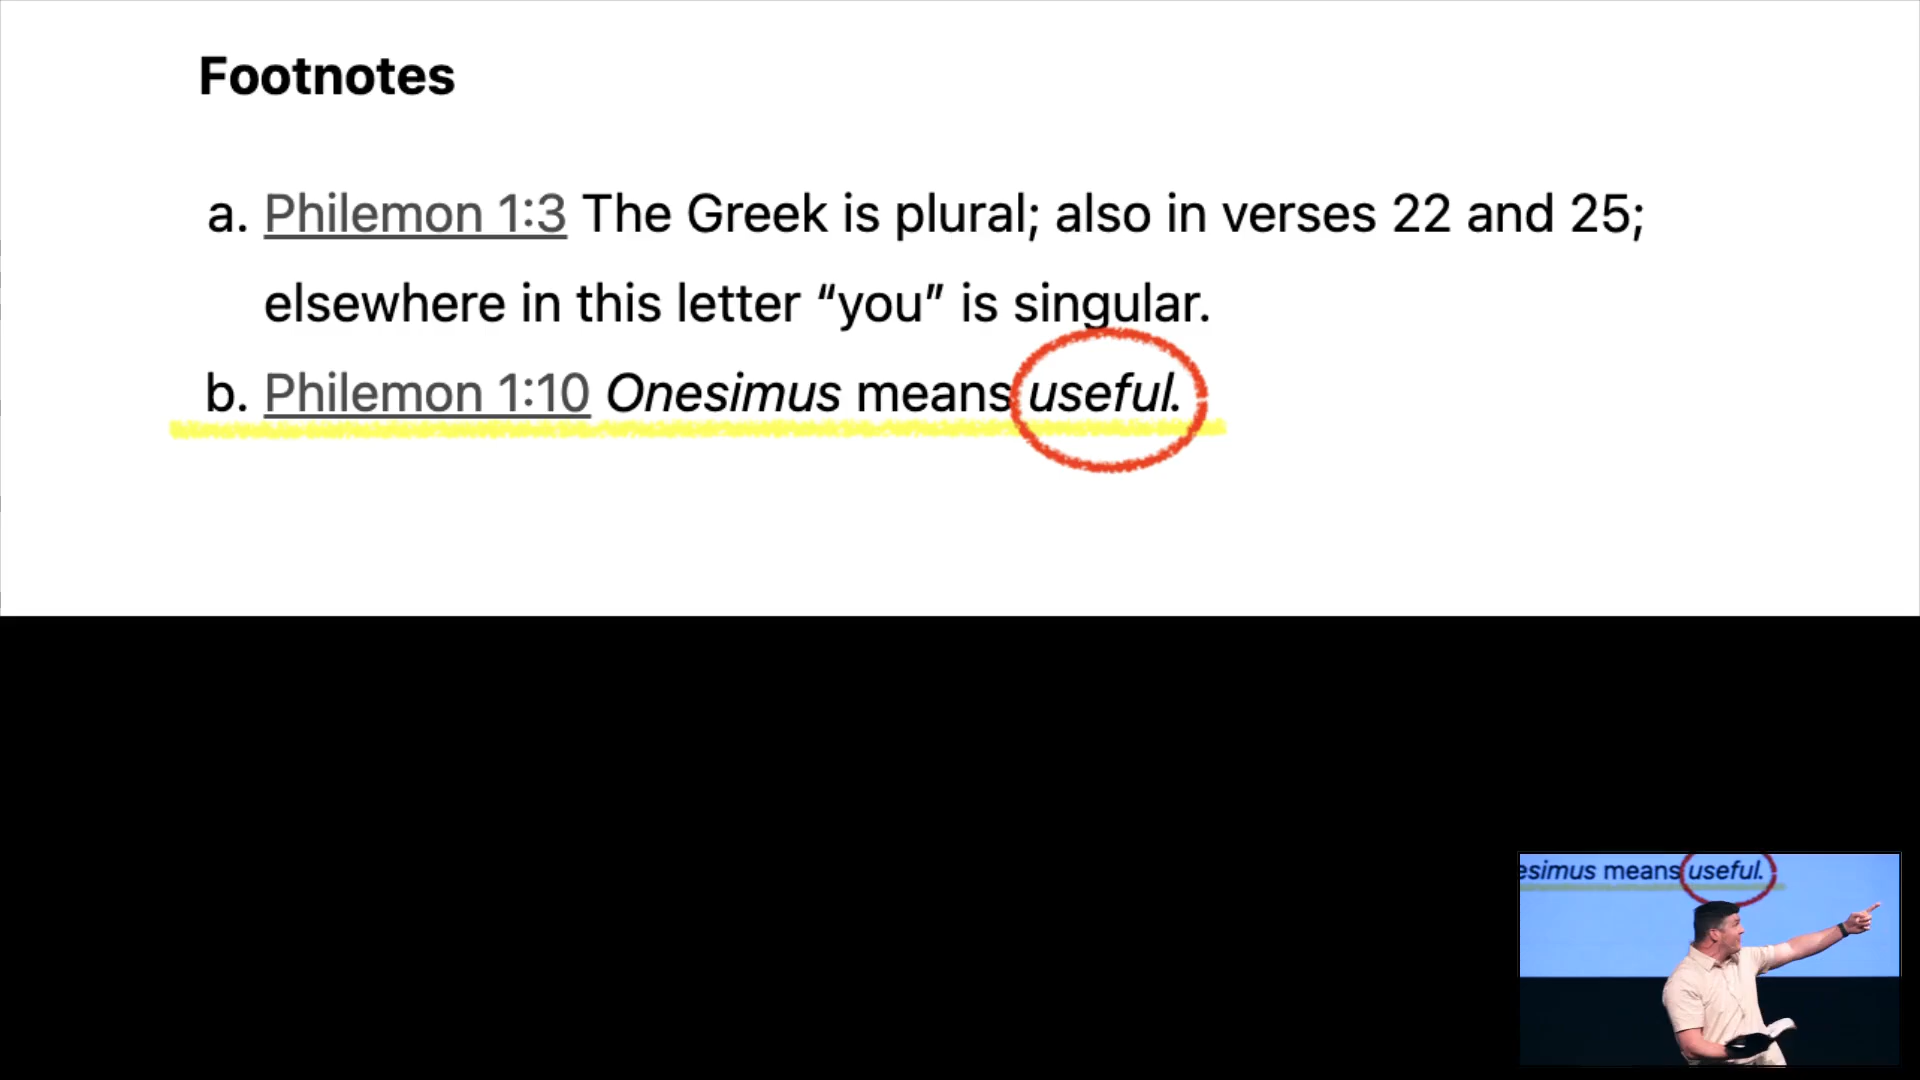 Footnotes
a. Philemon 1:3 The Greek is plural; also in verses 22 and 25;
elsewhere in this letter “you” is singular.
b. Philemon 1:10 Onesimus means useful.
esimus means useful.